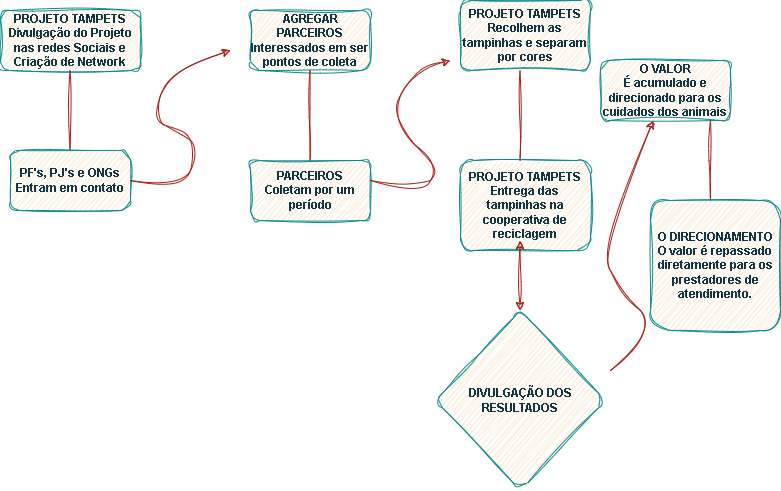 PROJETO TAMPETS
Divulgação do Projeto
nas redes Sociais e
Criação de Network
PF's, PJ's e ONGs
Entram em contato
AGREGAR
PARCEIROS
Interessados em ser
pontos de coleta
PARCEIROS
Coletam por um
período
PROJETO TAMPETS
Recolhem as
tampinhas e separam
por cores
PROJETO TAMPETS
Entrega das
tampinhas na
cooperativa de
reciclagem
DIVULGAÇÃO DOS
RESULTADOS
O VALOR
É acumulado e
direcionado para os
cuidados dos animais
O DIRECIONAMENTO
O valor é repassado
diretamente para os
prestadores de
atendimento.